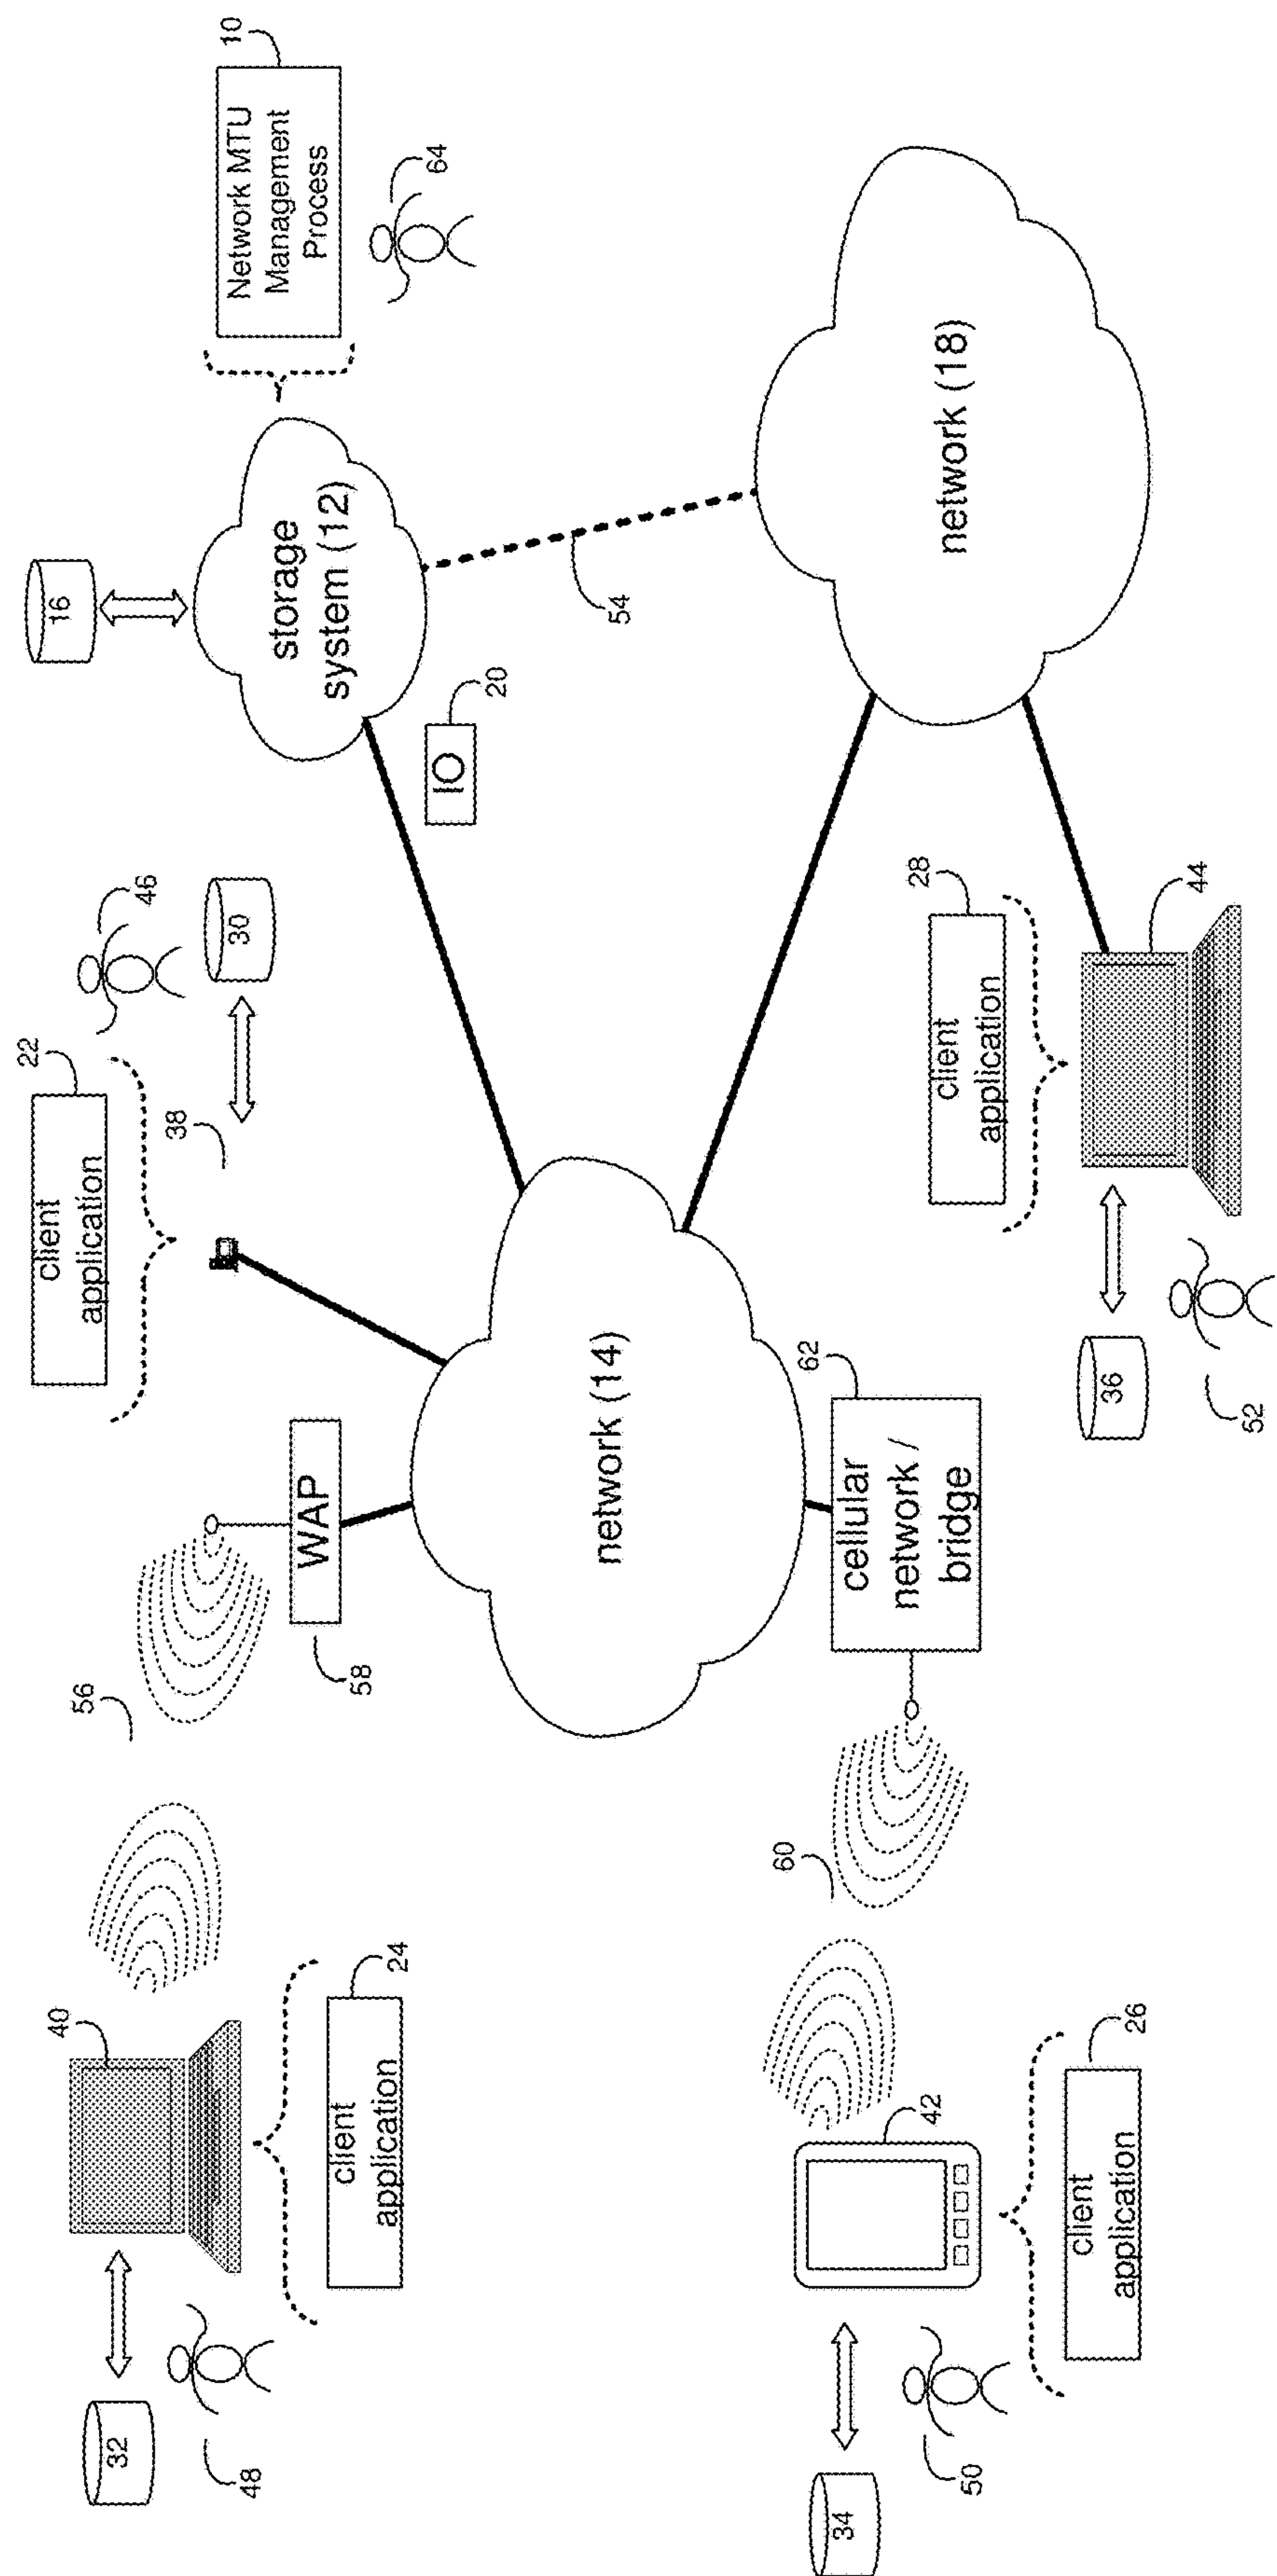 32
40
48
client
application
24
56
58
WAP
client
application
22
38
46
30
16
storage
system (12)
IO
20
Network MTU
Management
Process
10
64
54
network (14)
network (18)
34
50
42
client
application
26
60
cellular
network /
bridge
62
36
52
client
application
28
44